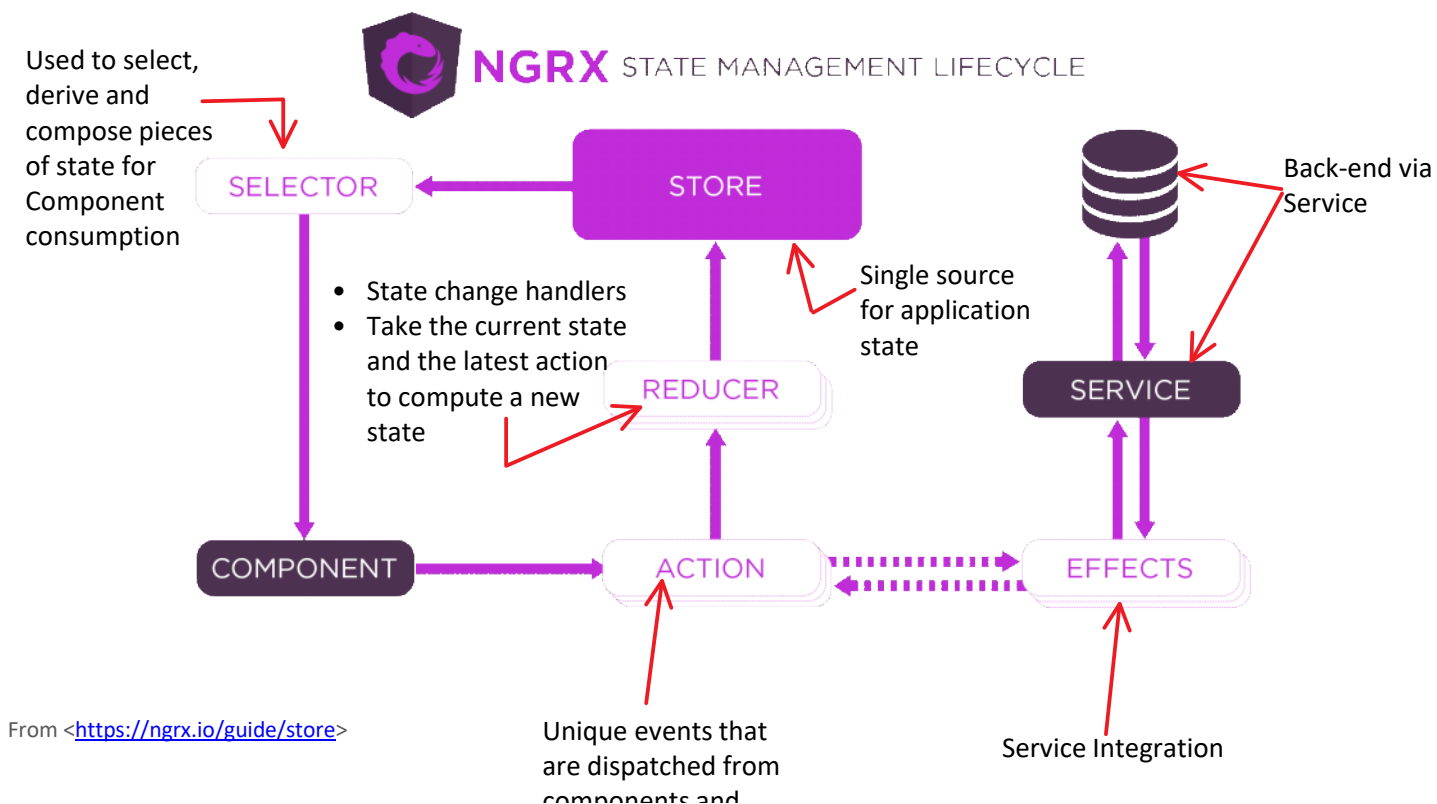 NGRX STATE MANAGEMENT LIFECYCLE
Used to select,
derive and
compose pieces
of state for
Component
consumption
SELECTOR
STORE
Back-end via
Service
Single source
for application
state
• State change handlers
• Take the current state
and the latest action
to compute a new
state
REDUCER
SERVICE
COMPONENT
ACTION
EFFECTS
From <https://ngrx.io/guide/store>
Unique events that
are dispatched from
components and
Service Integration